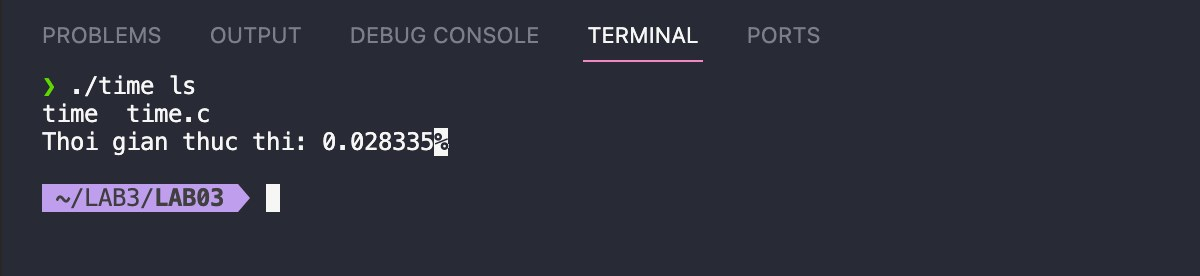 PROBLEMS OUTPUT DEBUG CONSOLE TERMINAL PORTS
❯ ./time ls
time  time.c
Thoi gian thuc thi: 0.028335%
~/LAB3/LAB03